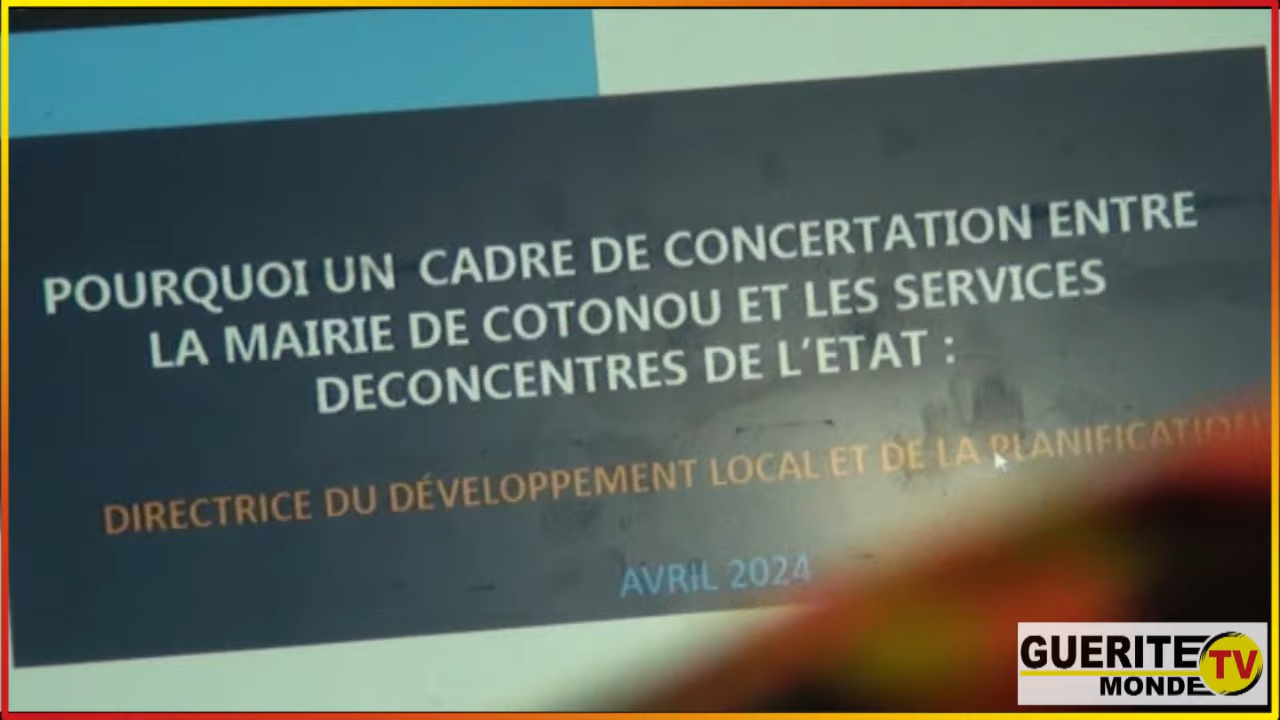 POURQUOI UN CADRE DE CONCERTATION ENTRE
LA MAIRIE DE COTONOU ET LES SERVICES
DECONCENTRES DE L'ETAT :
DIRECTRICE DU DÉVELOPPEMENT LOCAL ET DE LA PLANIFICATION
AVRIL 2024
GUERITE TV
MONDE